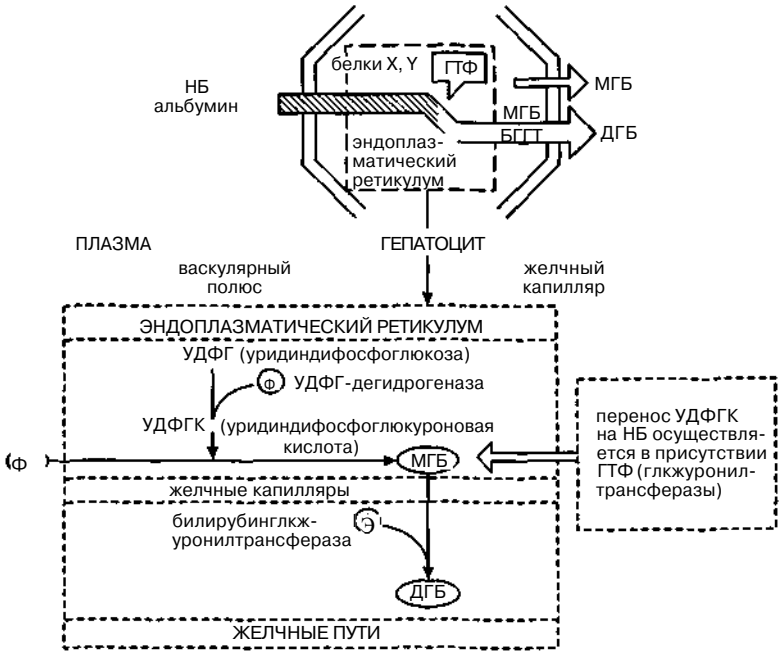 белки X, Y
ГТФ
НБ
альбумин
МГБ
МГБ
БГГТ
ДГБ
эндоплаз-
матический
ретикулум
ПЛАЗМА
ГЕПАТОЦИТ
васкулярный
полюс
желчный
капилляр
ЭНДОПЛАЗМАТИЧЕСКИЙ РЕТИКУЛУМ
УДФГ (уридиндифосфоглюкоза)
Ф УДФГ-дегидрогеназа
УДФГК (уридиндифосфоглюкуроновая
кислота)
Ф
МГБ
перенос УДФГК
на НБ осуществля-
ется в присутствии
ГТФ (глкжуронил-
трансферазы)
желчные капилляры
билирубинглкж-
уронилтрансфераза
Э
ДГБ
ЖЕЛЧНЫЕ ПУТИ